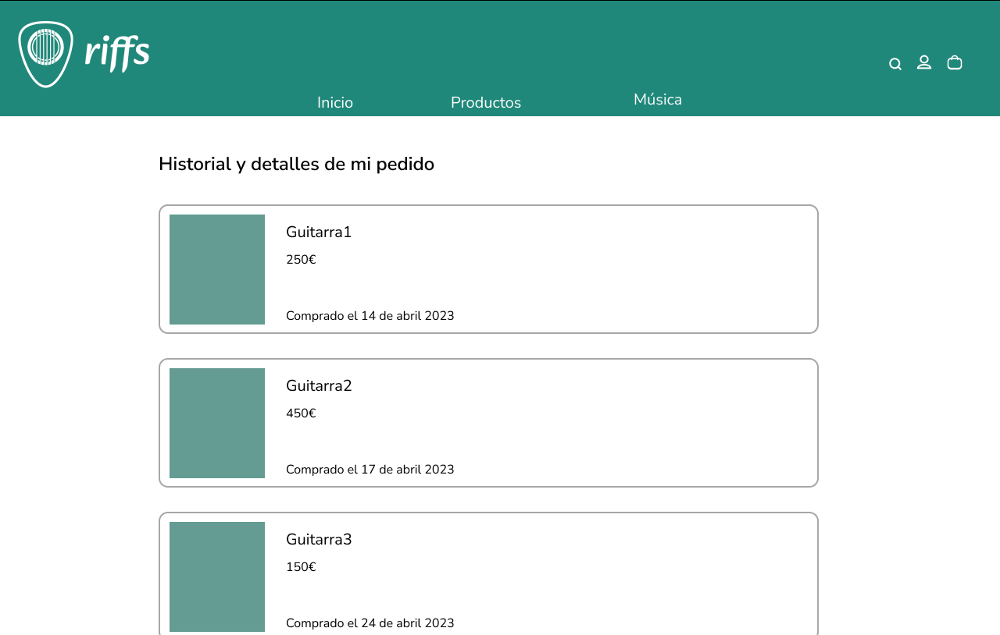 riffs
Inicio
Productos
Música
Historial y detalles de mi pedido
Guitarra1
250€
Comprado el 14 de abril 2023
Guitarra2
450€
Comprado el 17 de abril 2023
Guitarra3
150€
Comprado el 24 de abril 2023